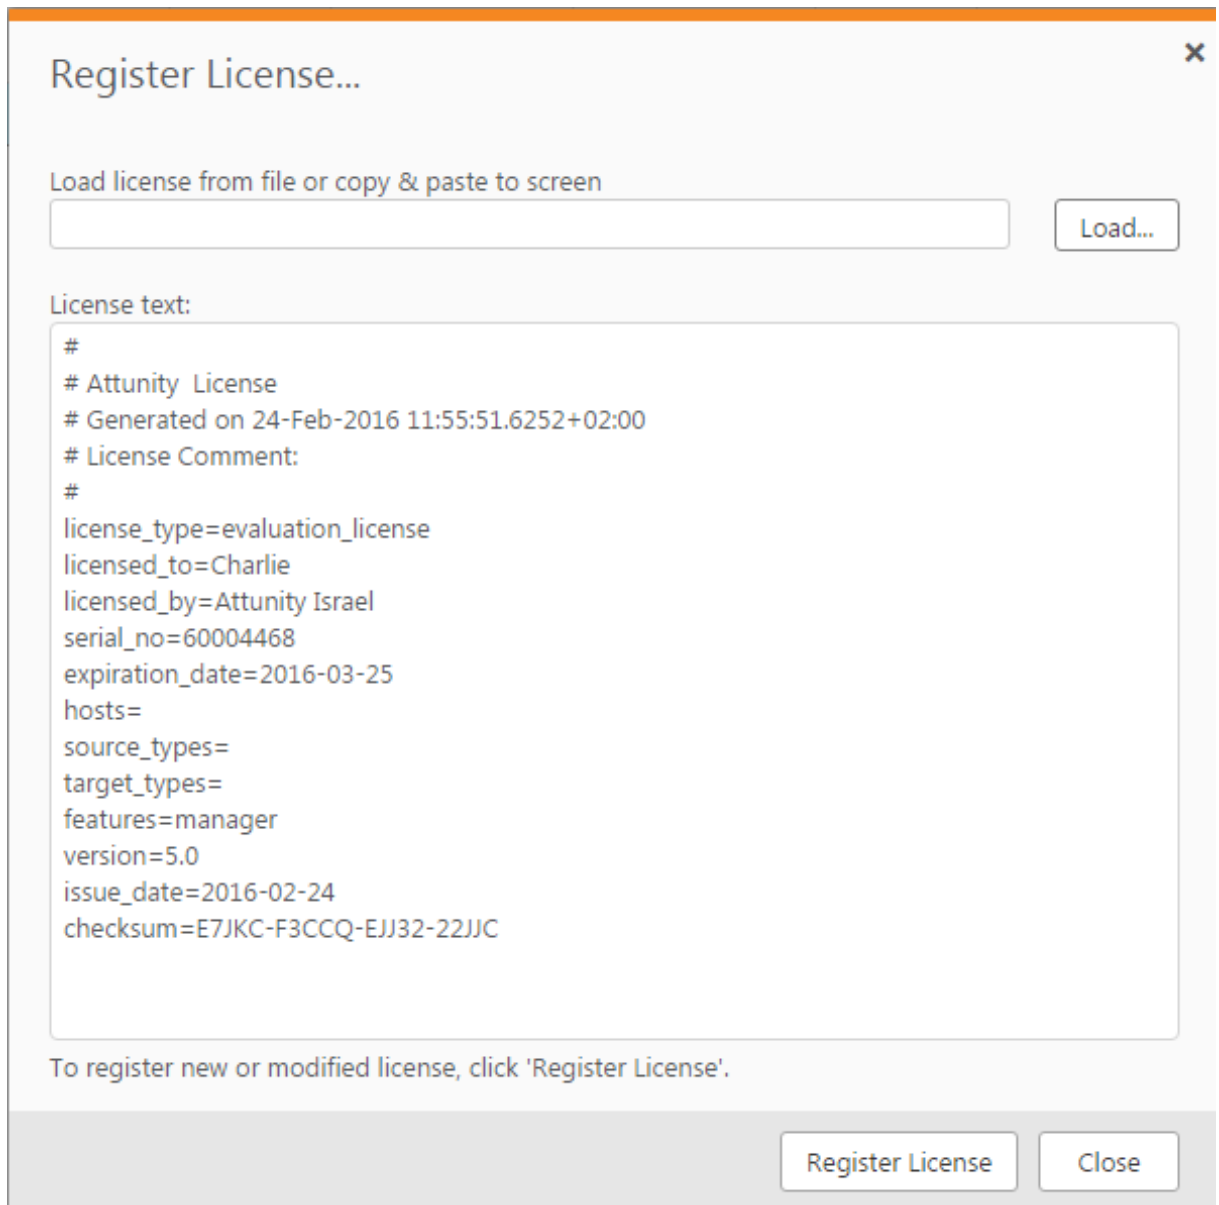 Register License...
Load license from file or copy & paste to screen
Load...
License text:
#
# Attunity  License
# Generated on 24-Feb-2016 11:55:51.6252+02:00
# License Comment:
#
license_type=evaluation_license
licensed_to=Charlie
licensed_by=Attunity Israel
serial_no=60004468
expiration_date=2016-03-25
hosts=
source_types=
target_types=
features=manager
version=5.0
issue_date=2016-02-24
checksum=E7JKC-F3CCQ-EJJ32-22JJC
To register new or modified license, click 'Register License'.
Register License
Close